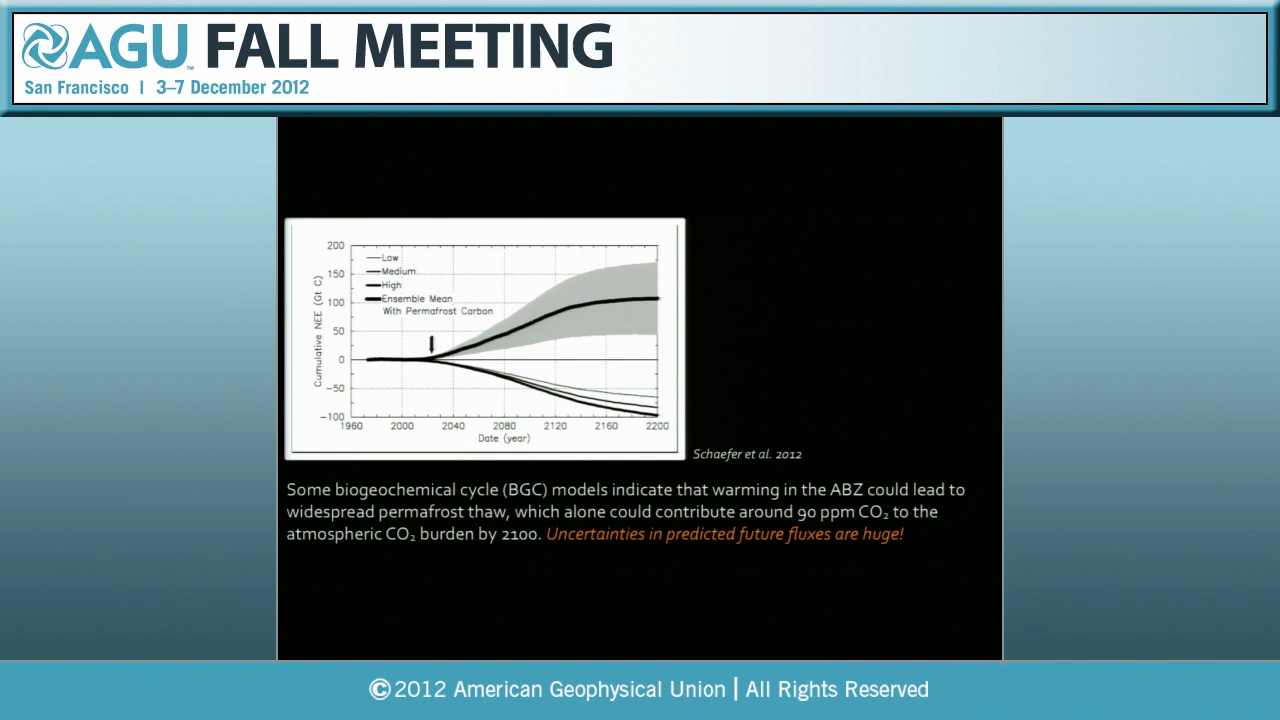 AGU™ FALL MEETING
San Francisco | 3–7 December 2012
200
150
100
50
0
−50
−100
Cumulative NEE (Gt C)
Low
Medium
High
Ensemble Mean
With Permafrost Carbon
1960 2000 2040 2080 2120 2160 2200
Date (year)
Schaefer et al. 2012
Some biogeochemical cycle (BGC) models indicate that warming in the ABZ could lead to
widespread permafrost thaw, which alone could contribute around 90 ppm CO₂ to the
atmospheric CO₂ burden by 2100. Uncertainties in predicted future fluxes are huge!
©2012 American Geophysical Union | All Rights Reserved